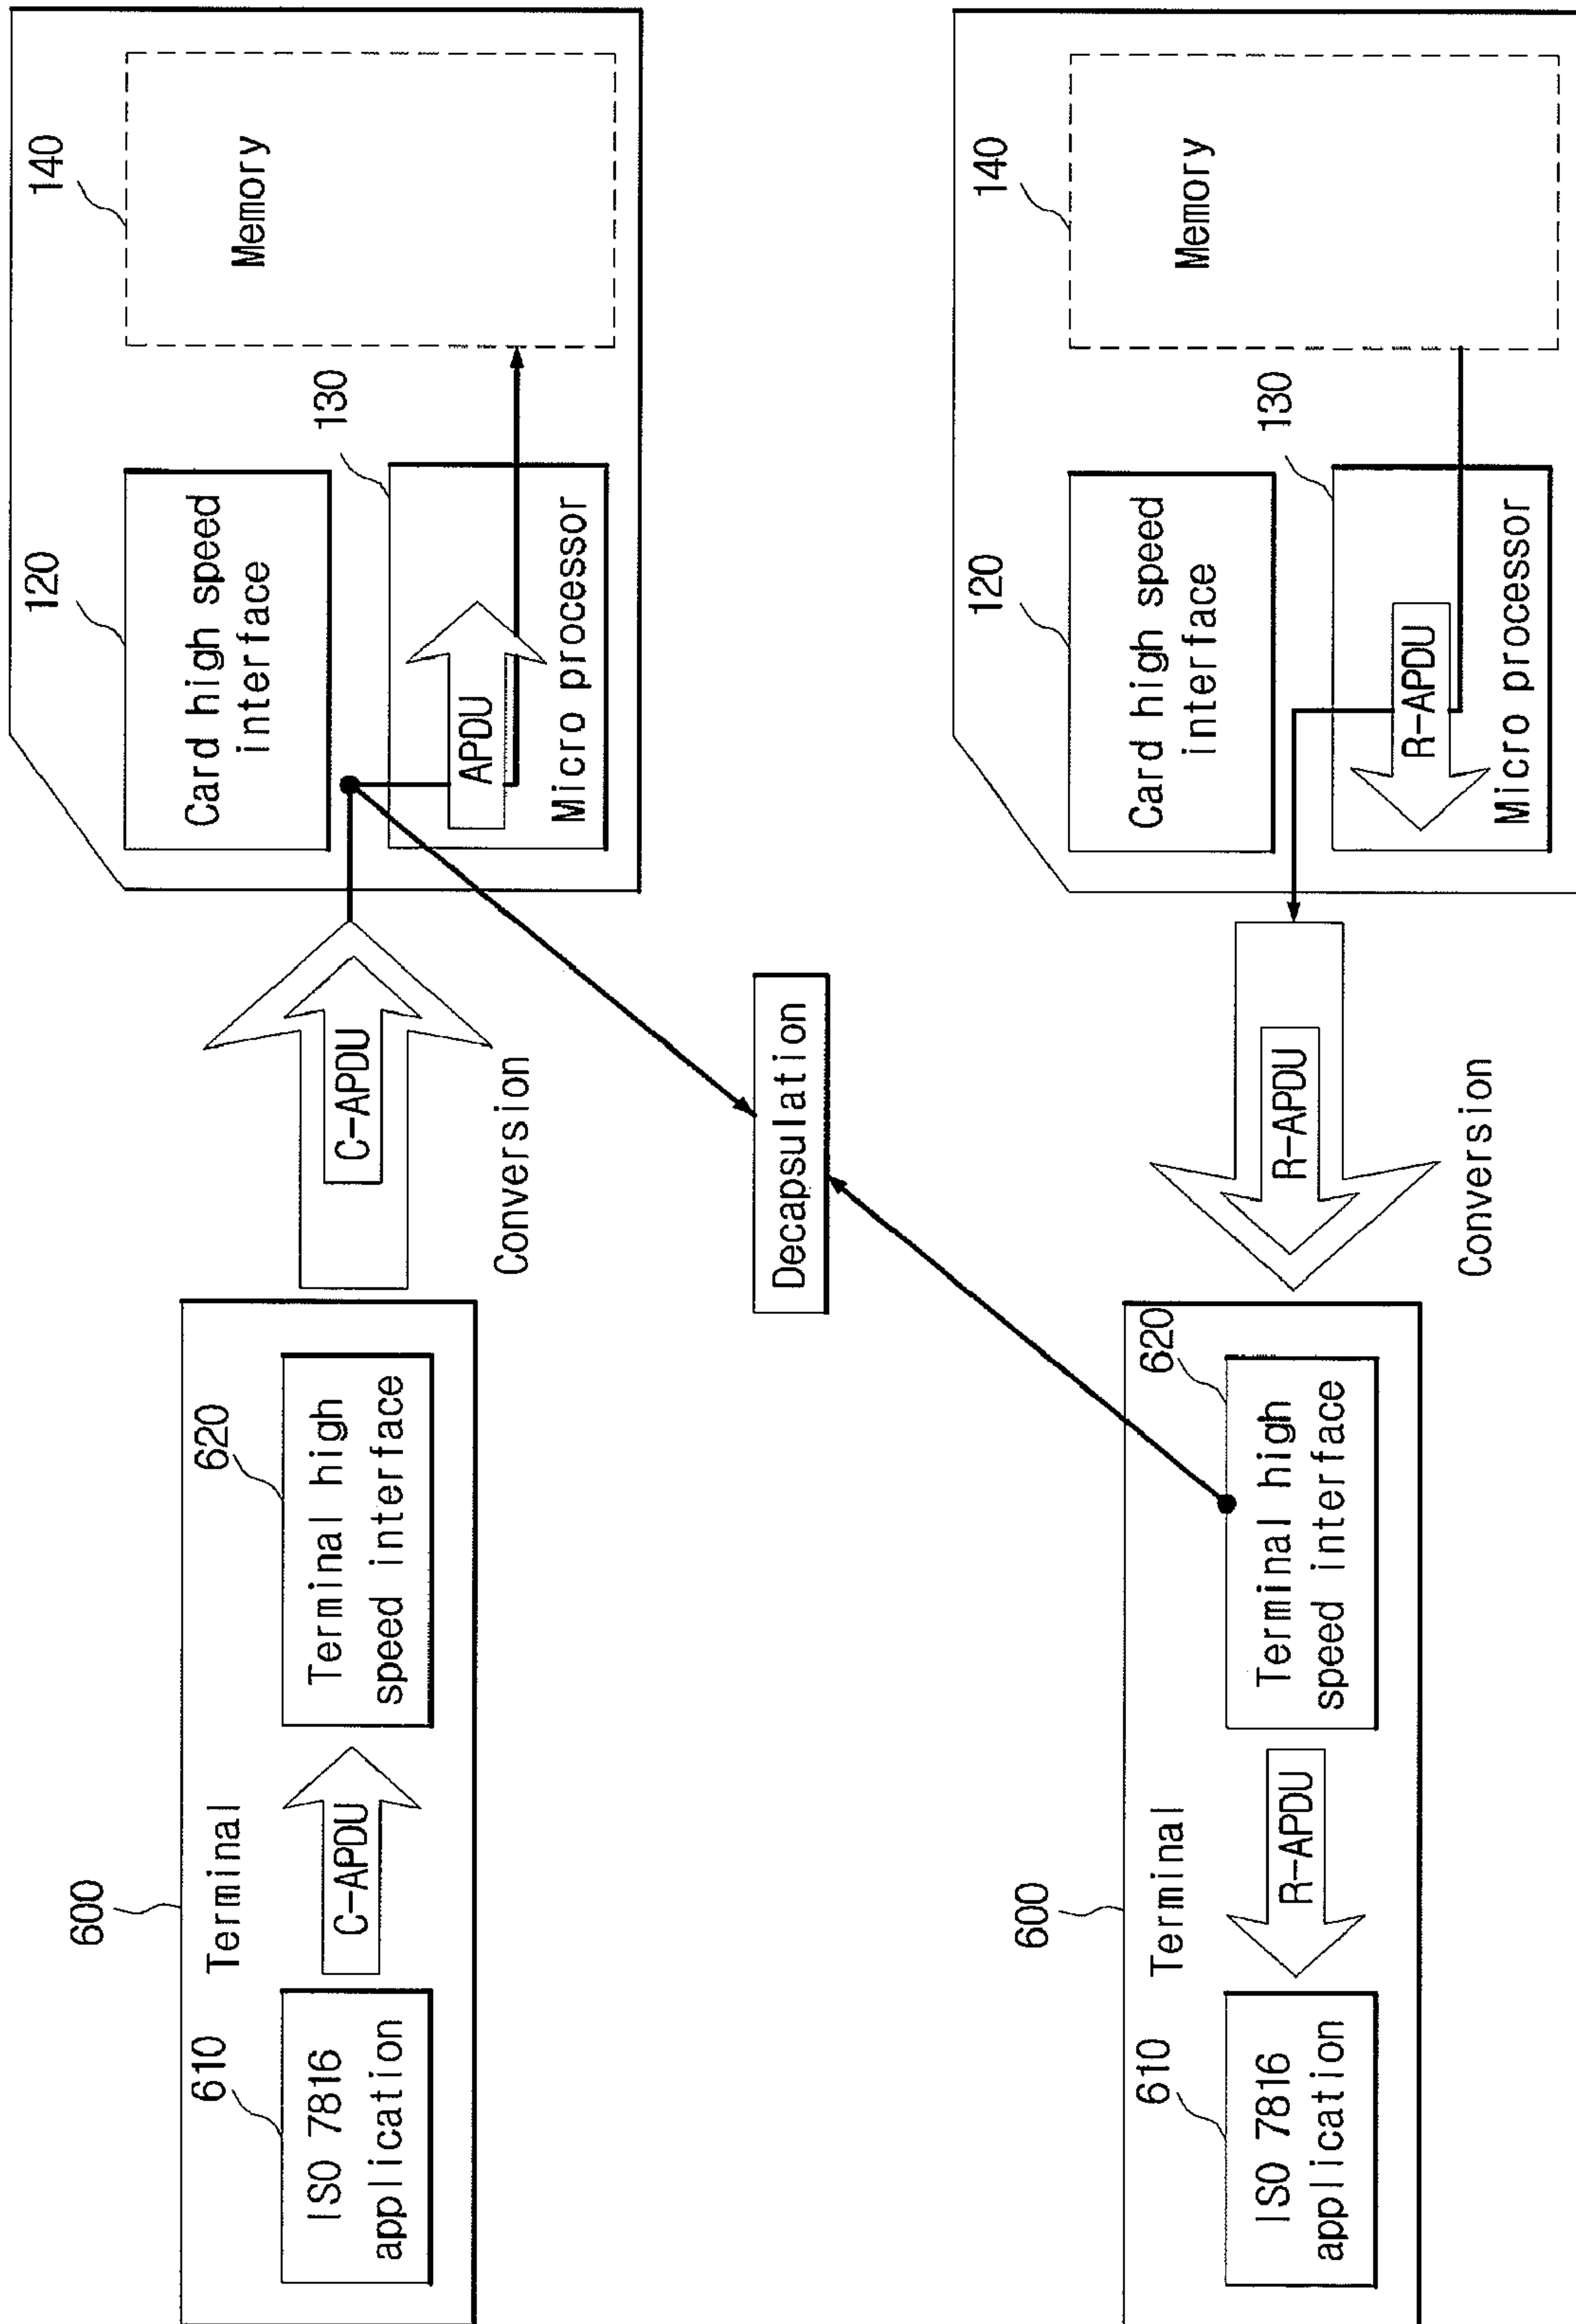 600
Terminal
610
ISO 7816
application
C-APDU
620
Terminal high
speed interface
C-APDU
Conversion
120
Card high speed
interface
130
APDU
Micro processor
140
Memory
Decapsulation
600
Terminal
610
ISO 7816
application
R-APDU
620
Terminal high
speed interface
R-APDU
Conversion
120
Card high speed
interface
130
R-APDU
Micro processor
140
Memory